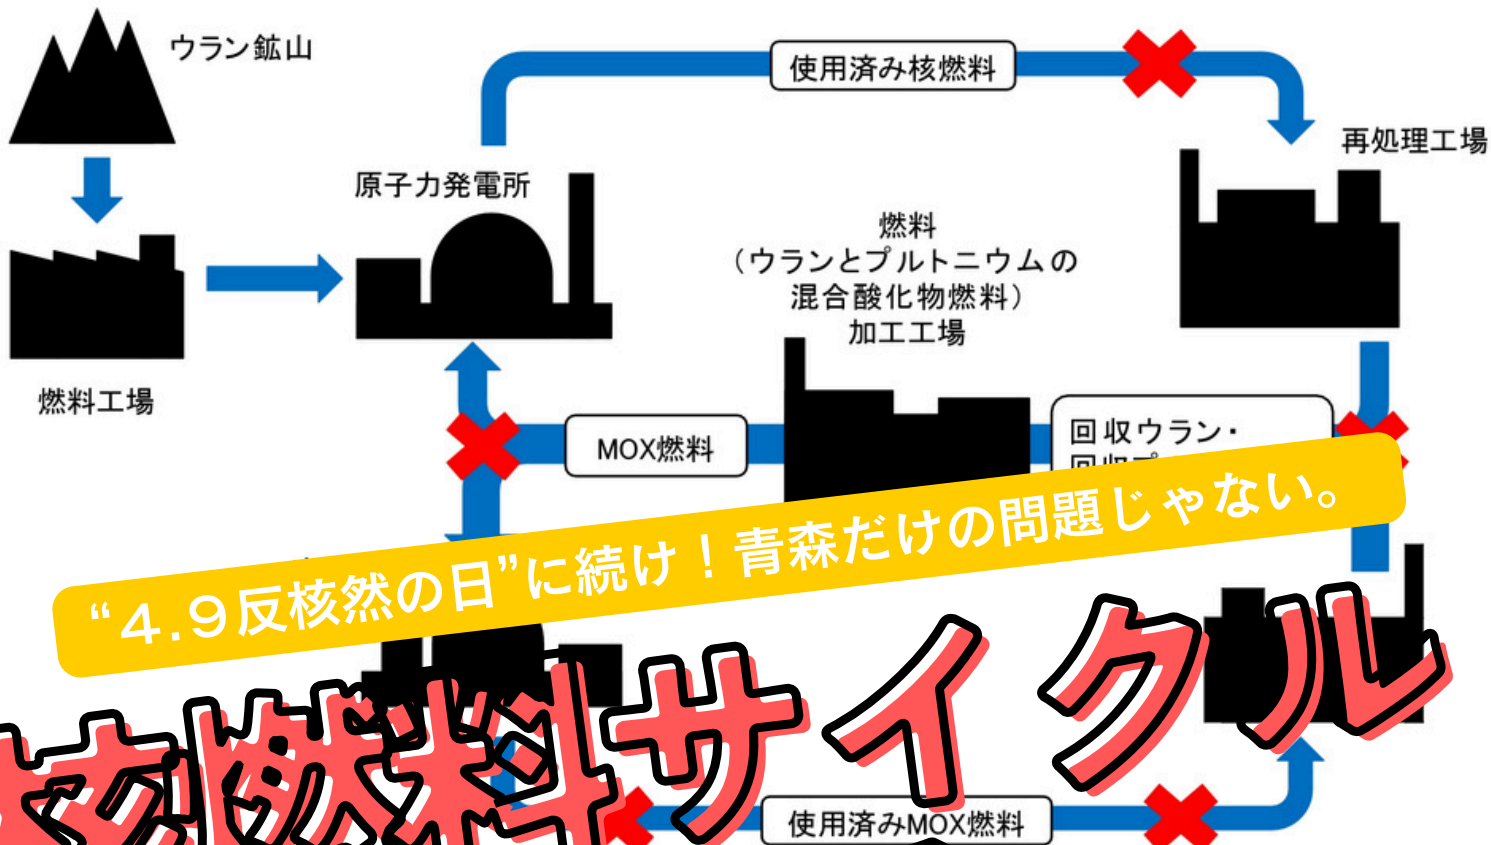 ウラン鉱山
使用済み核燃料
再処理工場
原子力発電所
燃料
（ウランとプルトニウムの
混合酸化物燃料）
加工工場
燃料工場
MOX燃料
回収ウラン・
“4.9反核然の日”に続け！青森だけの問題じゃない。
核燃料サイクル
使用済みMOX燃料